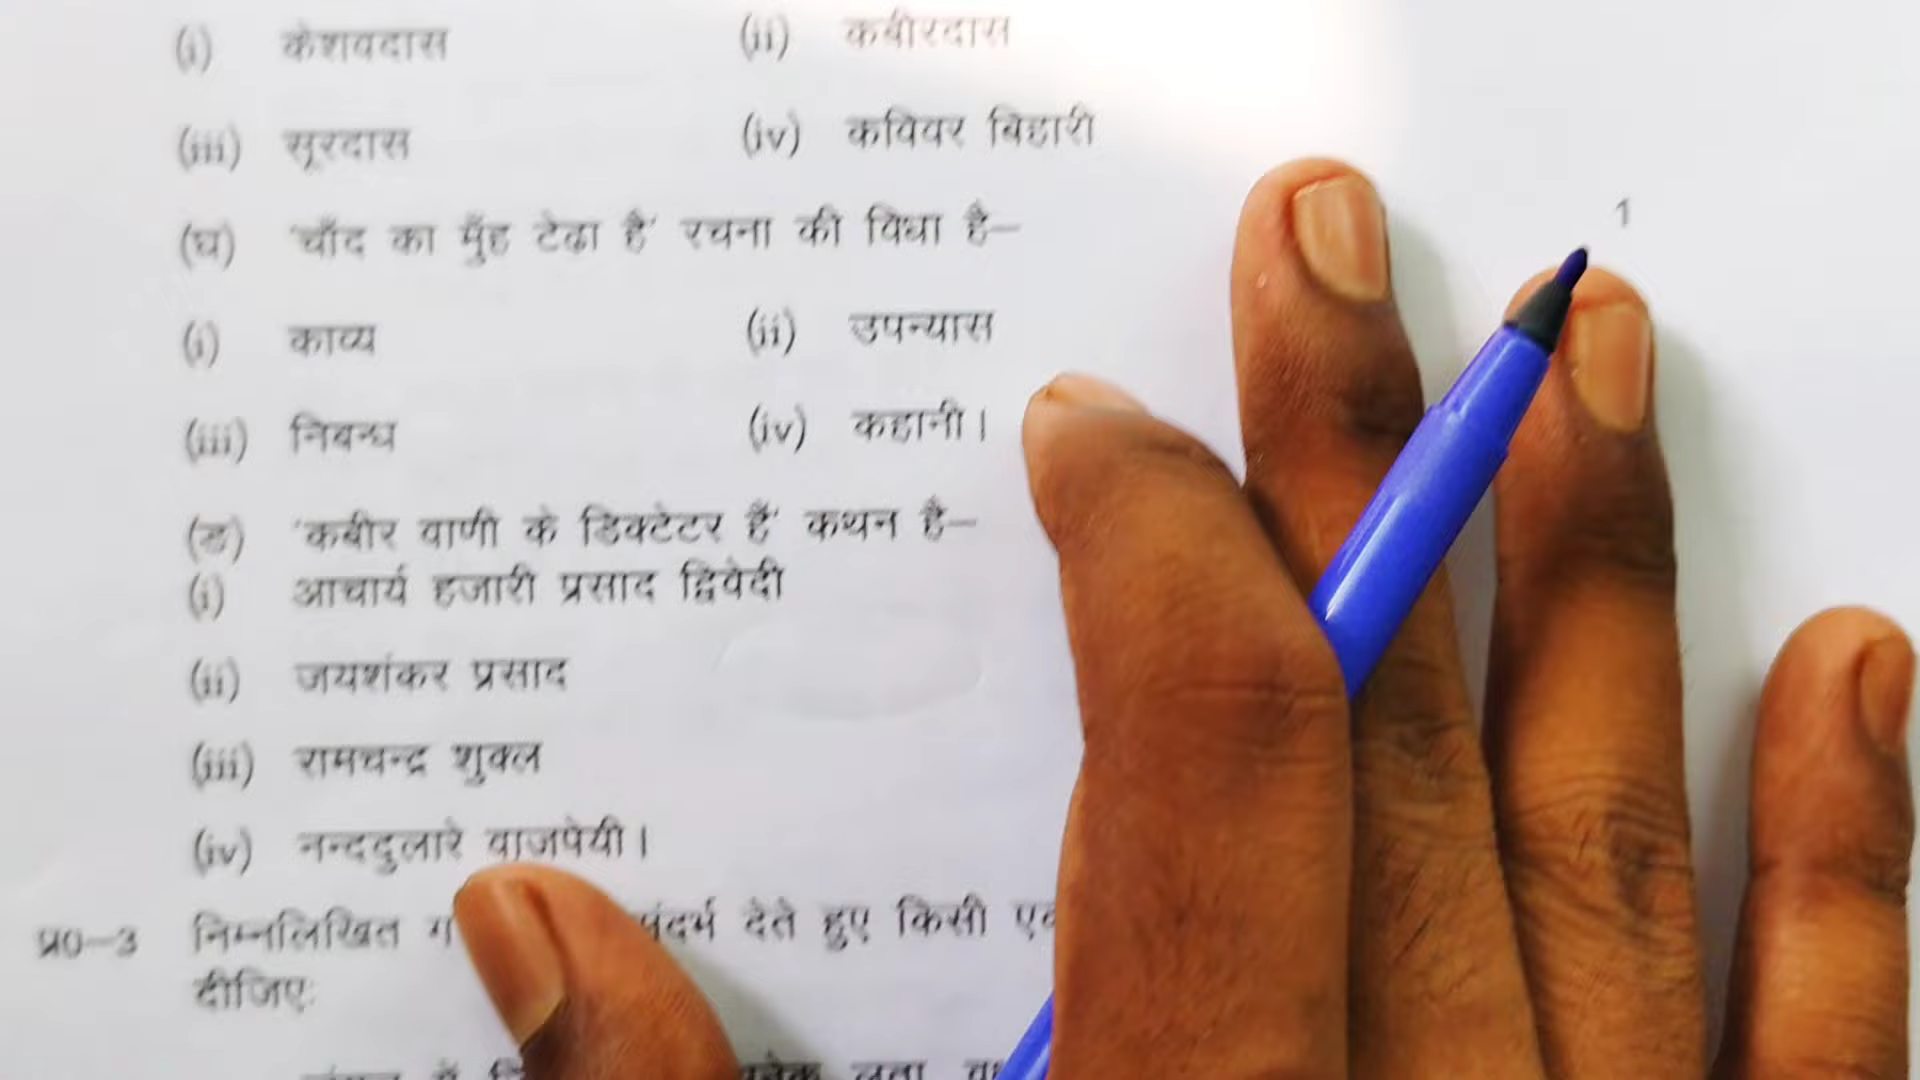 (i) केशवदास (ii) कबीरदास
(iii) सूरदास (iv) कविवर बिहारी
1
(घ) 'चाँद का मुँह टेढा है' रचना की विधा है—
(i) काव्य (ii) उपन्यास
(iii) निबन्ध (iv) कहानी।
(ङ) 'कबीर वाणी के डिक्टेटर हैं' कथन है—
(i) आचार्य हजारी प्रसाद द्विवेदी
(ii) जयशंकर प्रसाद
(iii) रामचन्द्र शुक्ल
(iv) नन्ददुलारे वाजपेयी।
प्र0—3 निम्नलिखित देते हुए किसी
दीजिए: